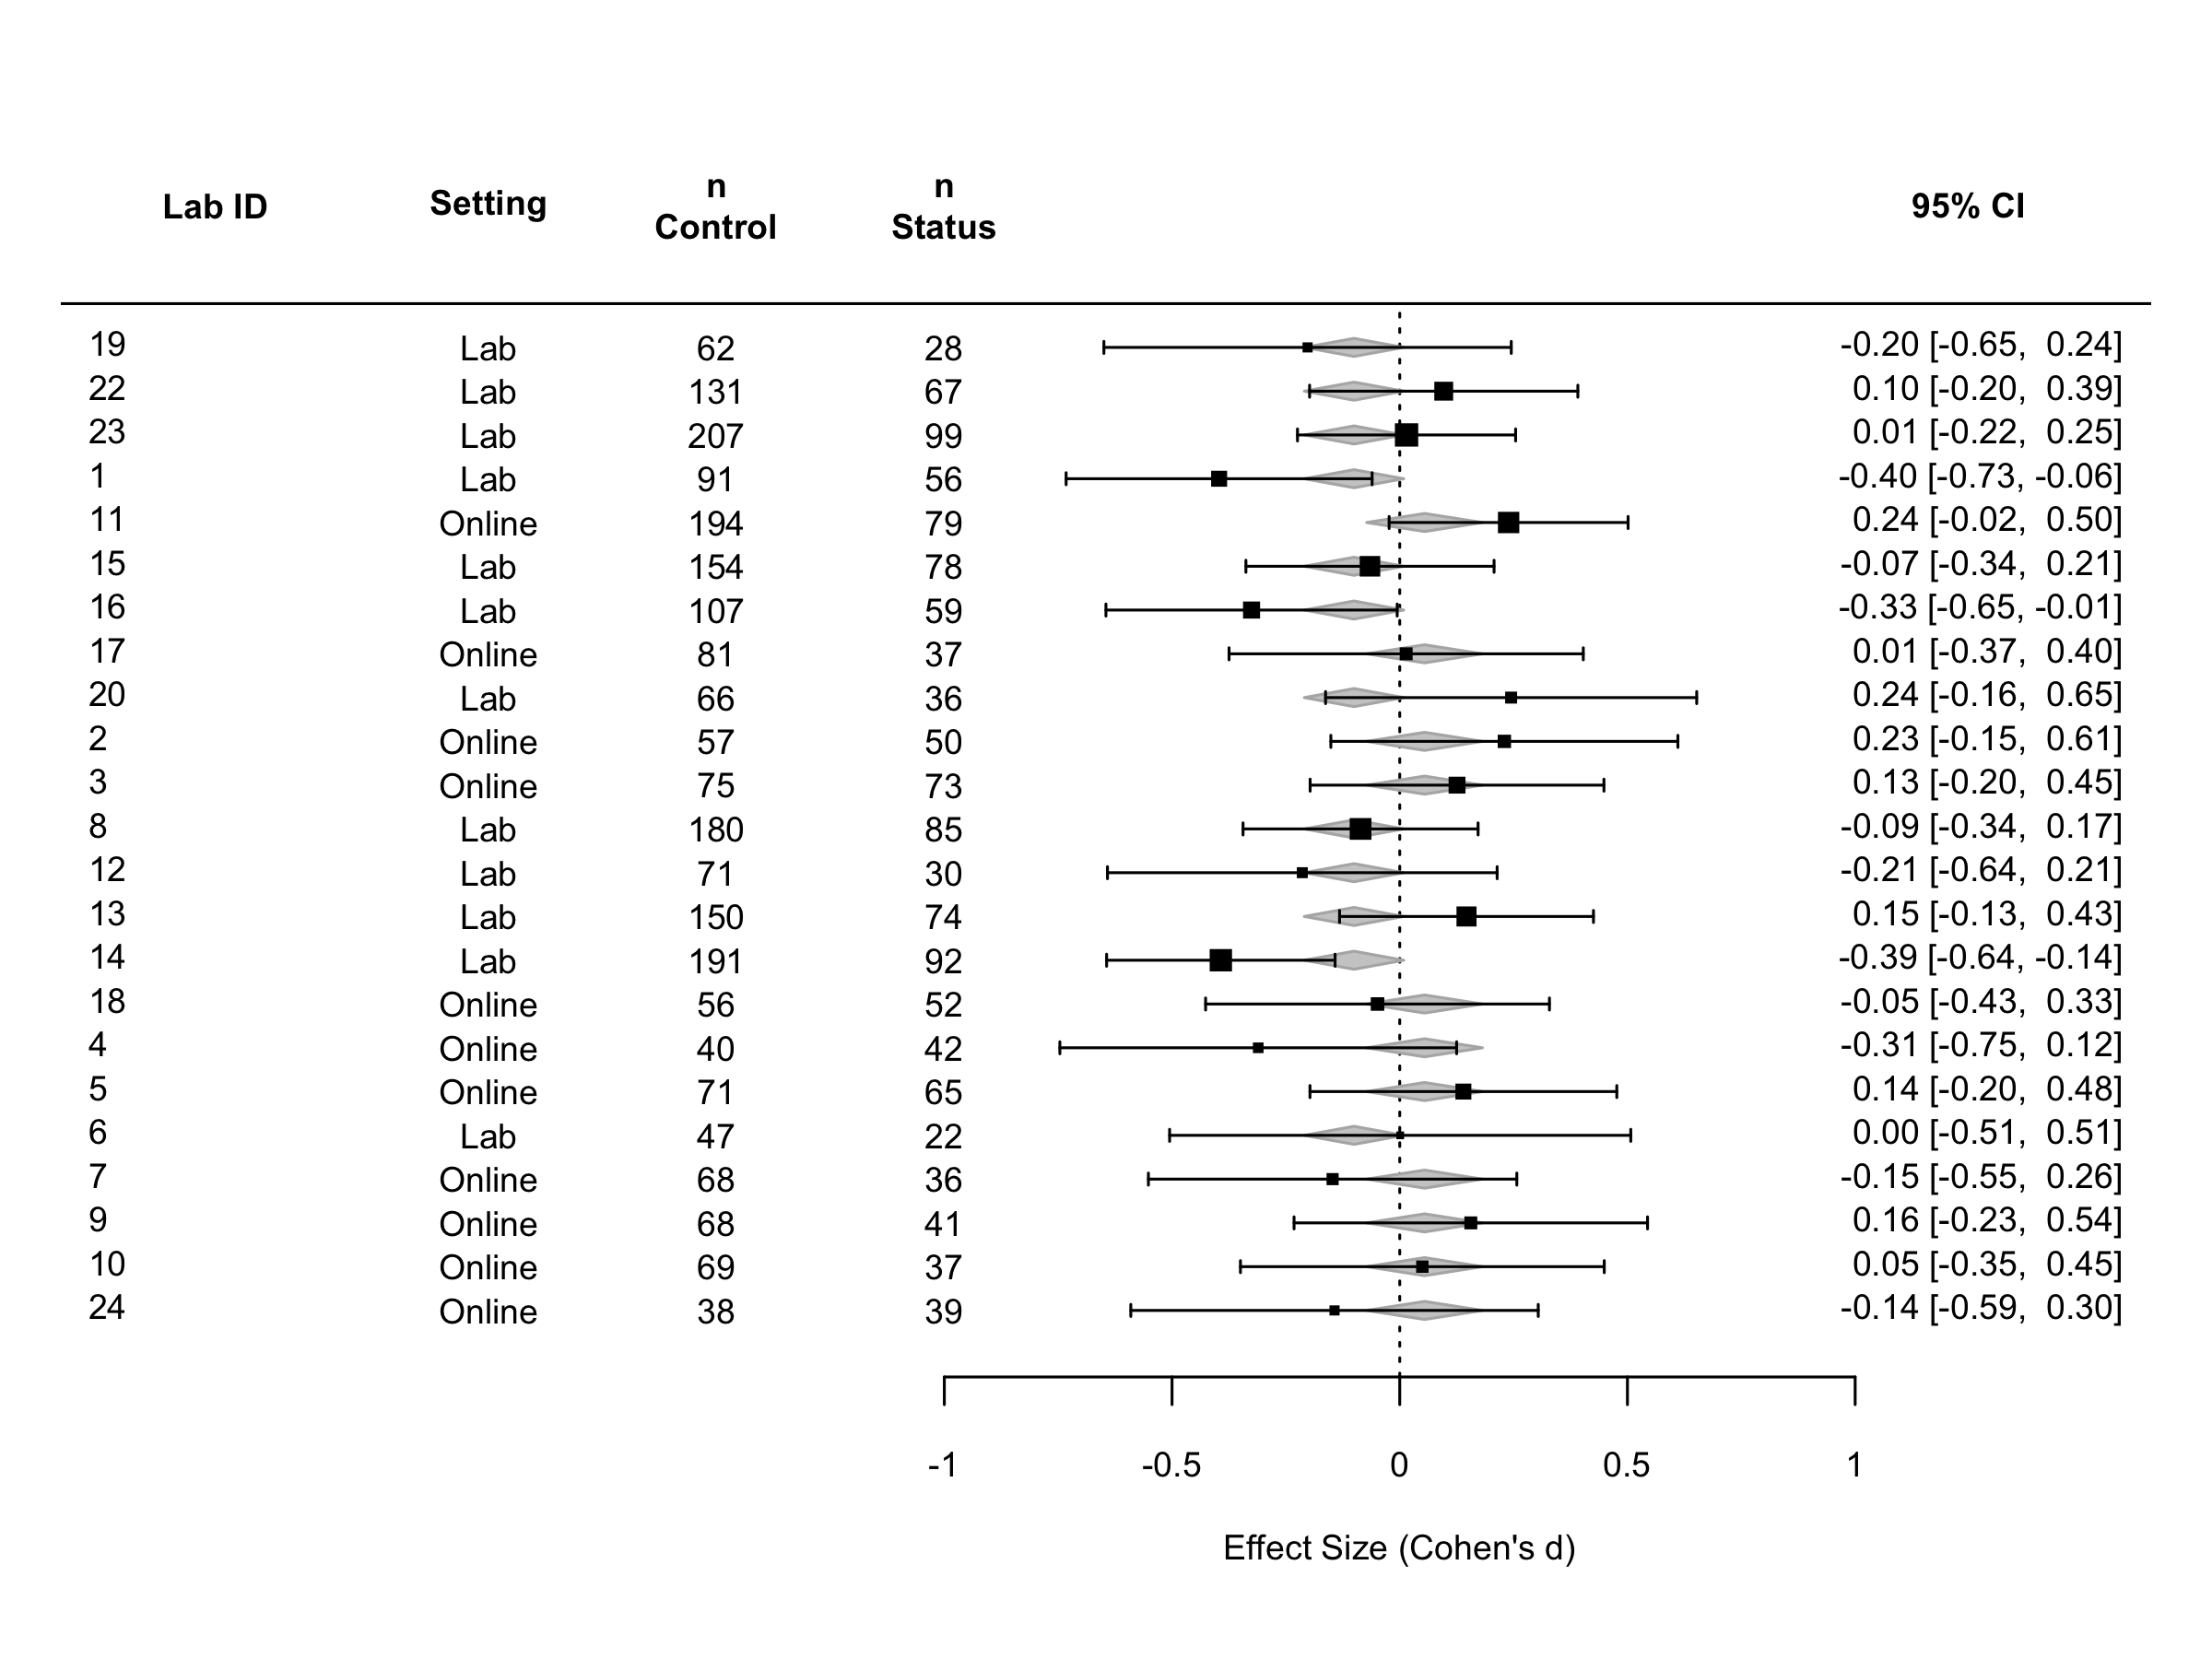 Lab ID Setting n Control n Status 95% CI
19 Lab 62 28 -0.20 [-0.65, 0.24]
22 Lab 131 67 0.10 [-0.20, 0.39]
23 Lab 207 99 0.01 [-0.22, 0.25]
1 Lab 91 56 -0.40 [-0.73, -0.06]
11 Online 194 79 0.24 [-0.02, 0.50]
15 Lab 154 78 -0.07 [-0.34, 0.21]
16 Lab 107 59 -0.33 [-0.65, -0.01]
17 Online 81 37 0.01 [-0.37, 0.40]
20 Lab 66 36 0.24 [-0.16, 0.65]
2 Online 57 50 0.23 [-0.15, 0.61]
3 Online 75 73 0.13 [-0.20, 0.45]
8 Lab 180 85 -0.09 [-0.34, 0.17]
12 Lab 71 30 -0.21 [-0.64, 0.21]
13 Lab 150 74 0.15 [-0.13, 0.43]
14 Lab 191 92 -0.39 [-0.64, -0.14]
18 Online 56 52 -0.05 [-0.43, 0.33]
4 Online 40 42 -0.31 [-0.75, 0.12]
5 Online 71 65 0.14 [-0.20, 0.48]
6 Lab 47 22 0.00 [-0.51, 0.51]
7 Online 68 36 -0.15 [-0.55, 0.26]
9 Online 68 41 0.16 [-0.23, 0.54]
10 Online 69 37 0.05 [-0.35, 0.45]
24 Online 38 39 -0.14 [-0.59, 0.30]
-1 -0.5 0 0.5 1
Effect Size (Cohen's d)